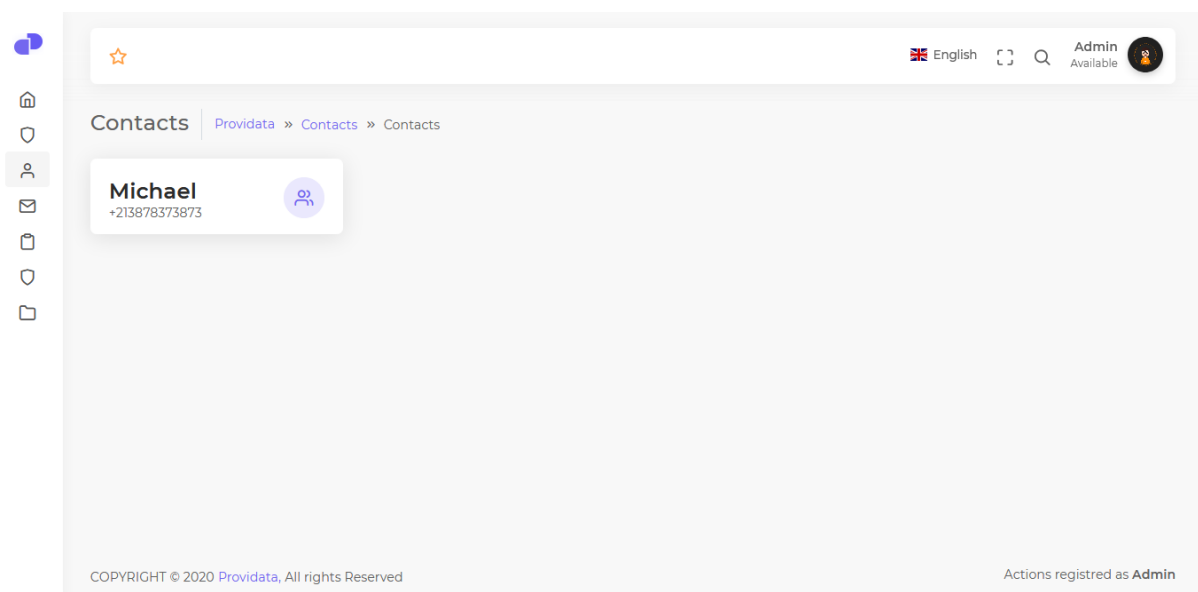 English
Admin
Available
Contacts
Providata » Contacts » Contacts
Michael
+213878373873
COPYRIGHT © 2020 Providata, All rights Reserved
Actions registred as Admin